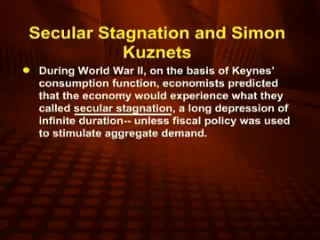 Secular Stagnation and Simon
Kuznets
During World War II, on the basis of Keynes'
consumption function, economists predicted
that the economy would experience what they
called secular stagnation, a long depression of
infinite duration-- unless fiscal policy was used
to stimulate aggregate demand.